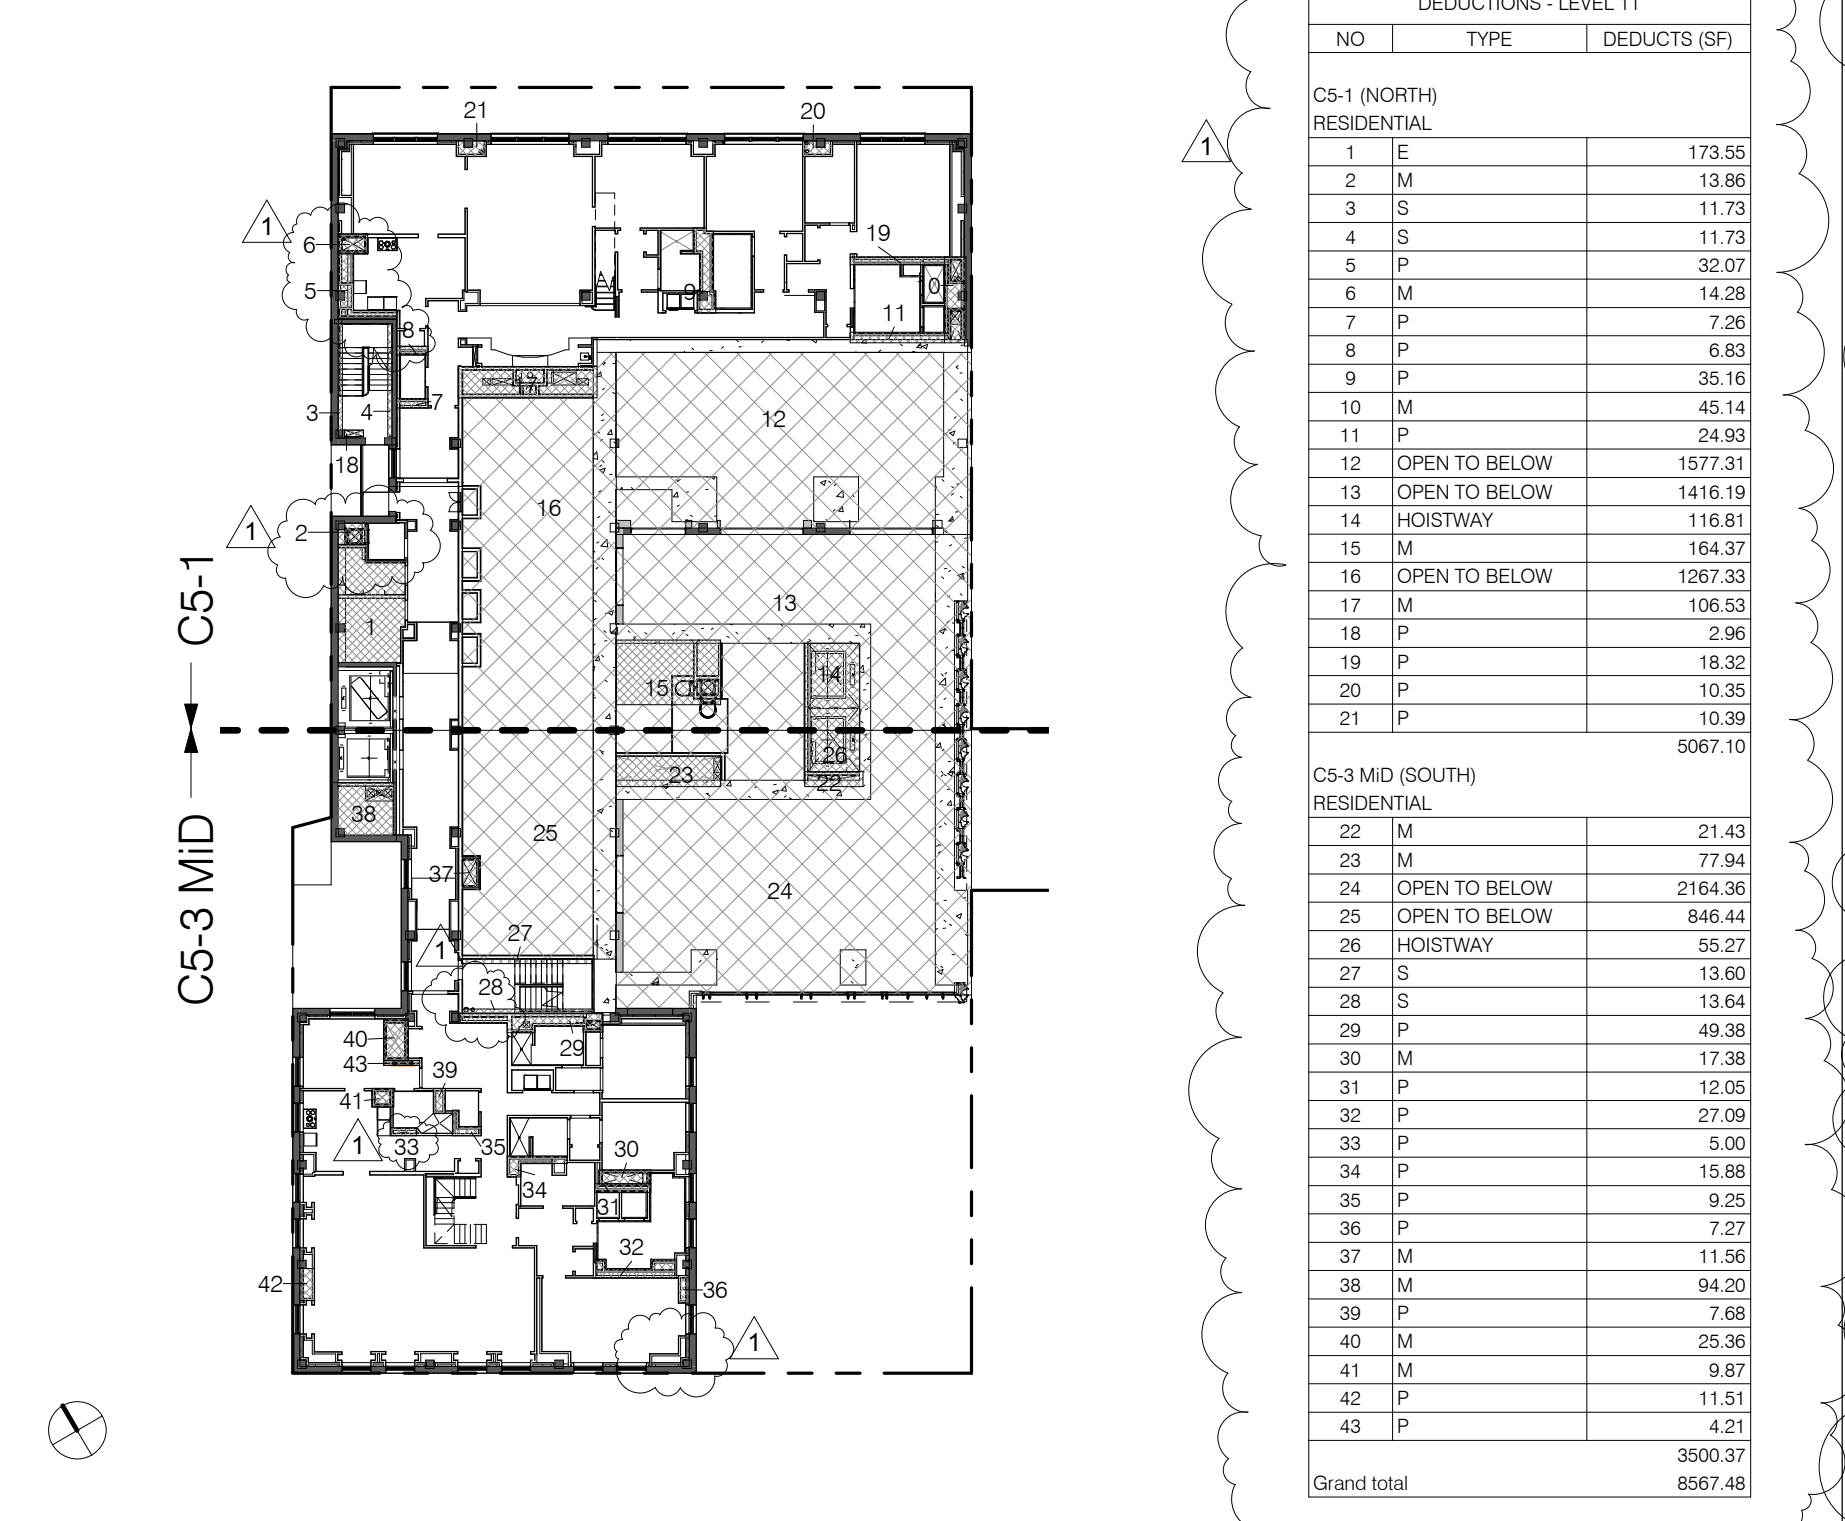 DEDUCTIONS - LEVEL 11
NO TYPE DEDUCTS (SF)
C5-1 (NORTH)
RESIDENTIAL
1 E 173.55
2 M 13.86
3 S 11.73
4 S 11.73
5 P 32.07
6 M 14.28
7 P 7.26
8 P 6.83
9 P 35.16
10 M 45.14
11 P 24.93
12 OPEN TO BELOW 1577.31
13 OPEN TO BELOW 1416.19
14 HOISTWAY 116.81
15 M 164.37
16 OPEN TO BELOW 1267.33
17 M 106.53
18 P 2.96
19 P 18.32
20 P 10.35
21 P 10.39
5067.10
C5-3 MiD (SOUTH)
RESIDENTIAL
22 M 21.43
23 M 77.94
24 OPEN TO BELOW 2164.36
25 OPEN TO BELOW 846.44
26 HOISTWAY 55.27
27 S 13.60
28 S 13.64
29 P 49.38
30 M 17.38
31 P 12.05
32 P 27.09
33 P 5.00
34 P 15.88
35 P 9.25
36 P 7.27
37 M 11.56
38 M 94.20
39 P 7.68
40 M 25.36
41 M 9.87
42 P 11.51
43 P 4.21
3500.37
Grand total 8567.48
1
21
20
1
6
19
5
9
11
8
7
3
4
12
18
16
1
2
C5-1
13
1
15
14
26
23
22
38
C5-3 MiD
25
37
24
27
1
28
40
29
43
39
41
1
33
35
30
34
31
32
42
36
1